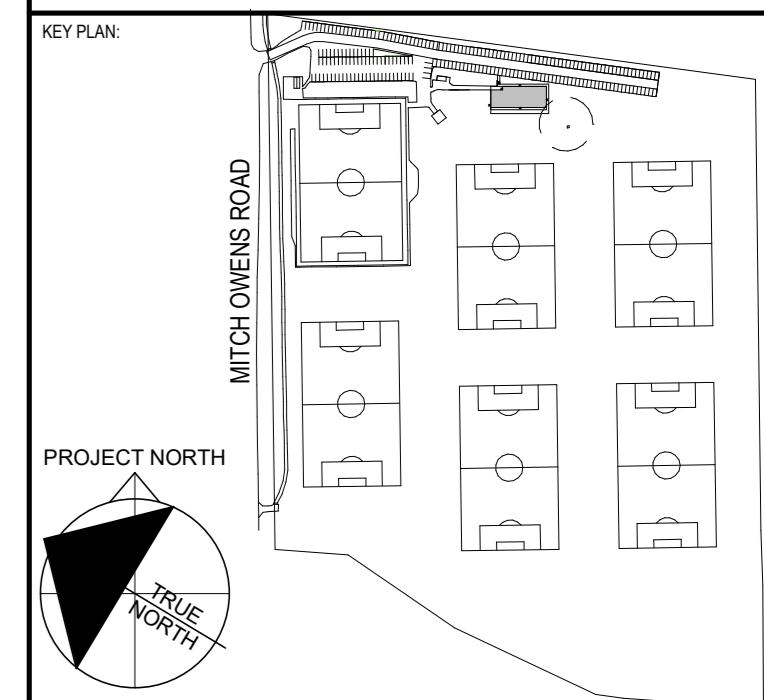 KEY PLAN:
MITCH OWENS ROAD
PROJECT NORTH
TRUE
NORTH